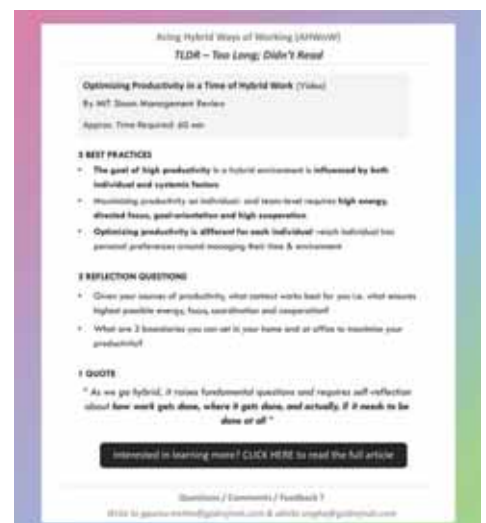 Acing Hybrid Ways of Working (AHWoW)
TLDR – Too Long; Didn't Read
Optimizing Productivity in a Time of Hybrid Work (Video)
By MIT Sloan Management Review
Approx. Time Required: 60 min
3 BEST PRACTICES
• The goal of high productivity in a hybrid environment is influenced by both
individual and systemic factors
• Maximizing productivity on individual- and team-level requires high energy,
directed focus, goal-orientation and high cooperation
• Optimizing productivity is different for each individual -each individual has
personal preferences around managing their time & environment
2 REFLECTION QUESTIONS
• Given your sources of productivity, what context works best for you i.e. what ensures
highest possible energy, focus, coordination and cooperation?
• What are 2 boundaries you can set in your home and at office to maximize your
productivity?
1 QUOTE
" As we go hybrid, it raises fundamental questions and requires self-reflection
about how work gets done, where it gets done, and actually, if it needs to be
done at all "
Interested in learning more? CLICK HERE to read the full article
Questions / Comments / Feedback ?
Write to